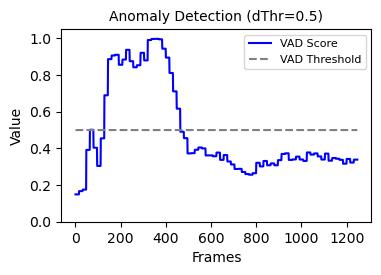 Anomaly Detection (dThr=0.5)
VAD Score
VAD Threshold
Value
1.0
0.8
0.6
0.4
0.2
0.0
0 200 400 600 800 1000 1200
Frames